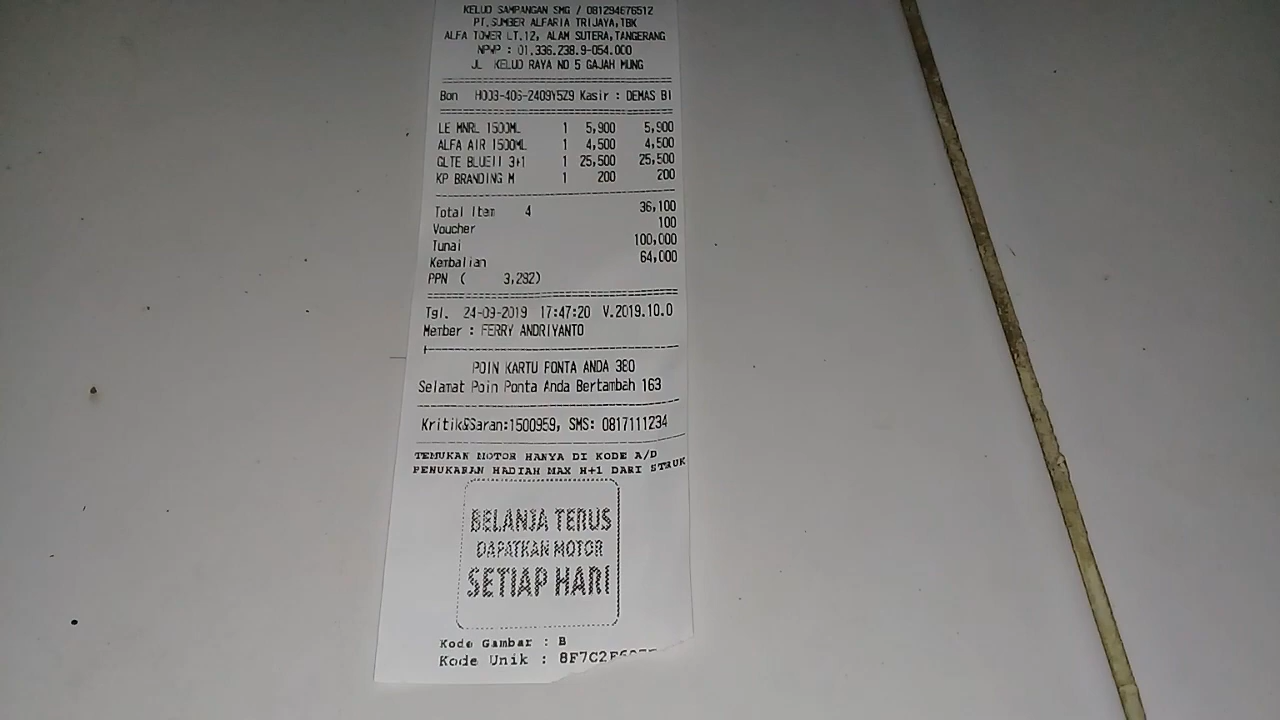 KELUD SAMPANGAN SMG / 081294676512
PT.SUMBER ALFARIA TRIJAYA,TBK
ALFA TOWER LT.12, ALAM SUTERA,TANGERANG
NPWP : 01.336.238.9-054.000
JL KELUD RAYA NO 5 GAJAH MUNG
Bon H003-406-2409Y5Z9 Kasir : DEMAS BI
LE MNRL 1500ML 1 5,900 5,900
ALFA AIR 1500ML 1 4,500 4,500
GLTE BLUEII 3+1 1 25,500 25,500
KP BRANDING M 1 200 200
Total Item 4 36,100
Voucher 100
Tunai 100,000
Kembalian 64,000
PPN ( 3,282)
Tgl. 24-09-2019 17:47:20 V.2019.10.0
Member : FERRY ANDRIYANTO
POIN KARTU PONTA ANDA 380
Selamat Poin Ponta Anda Bertambah 163
Kritik&Saran:1500959, SMS: 0817111234
TEMUKAN MOTOR HANYA DI KODE A/D
PENUKARAN HADIAH MAX H+1 DARI STRUK
BELANJA TERUS
DAPATKAN MOTOR
SETIAP HARI
Kode Gambar : B
Kode Unik :